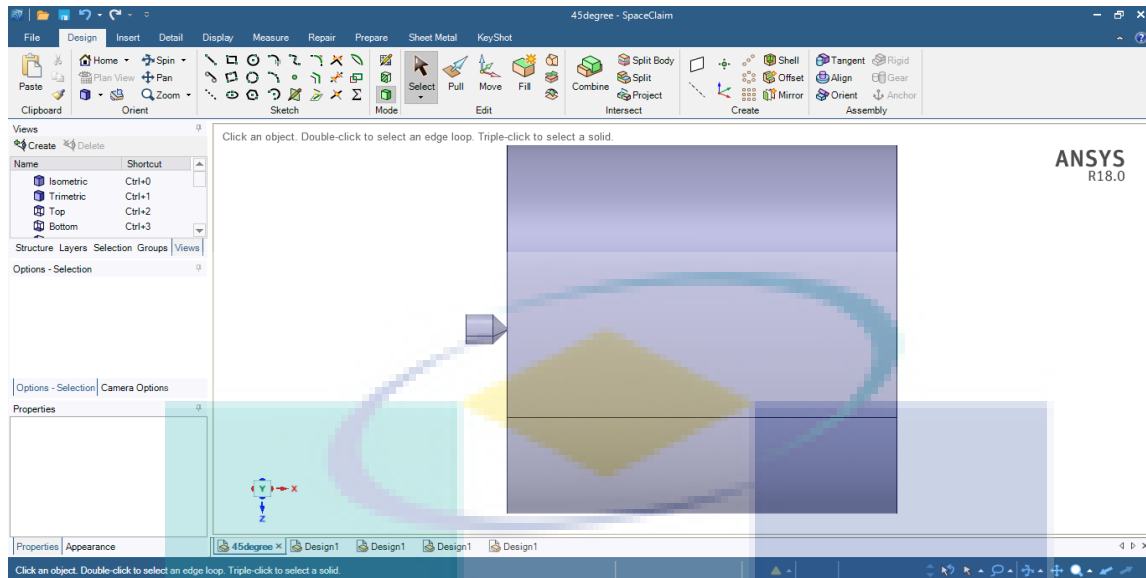 45degree - SpaceClaim
File Design Insert Detail Display Measure Repair Prepare Sheet Metal KeyShot
Paste
Clipboard
Home Spin
Plan View Pan
Zoom
Orient
Sketch
Mode
Select Pull Move Fill
Edit
Combine
Split Body
Split
Project
Intersect
Shell
Offset
Mirror
Create
Tangent Rigid
Align Gear
Orient Anchor
Assembly
Views
Create Delete
Name Shortcut
Isometric Ctrl+0
Trimetric Ctrl+1
Top Ctrl+2
Bottom Ctrl+3
Structure Layers Selection Groups Views
Options - Selection
Options - Selection Camera Options
Properties
Properties Appearance
Click an object. Double-click to select an edge loop. Triple-click to select a solid.
ANSYS
R18.0
Y X
Z
45degree Design1 Design1 Design1 Design1
Click an object. Double-click to select an edge loop. Triple-click to select a solid.